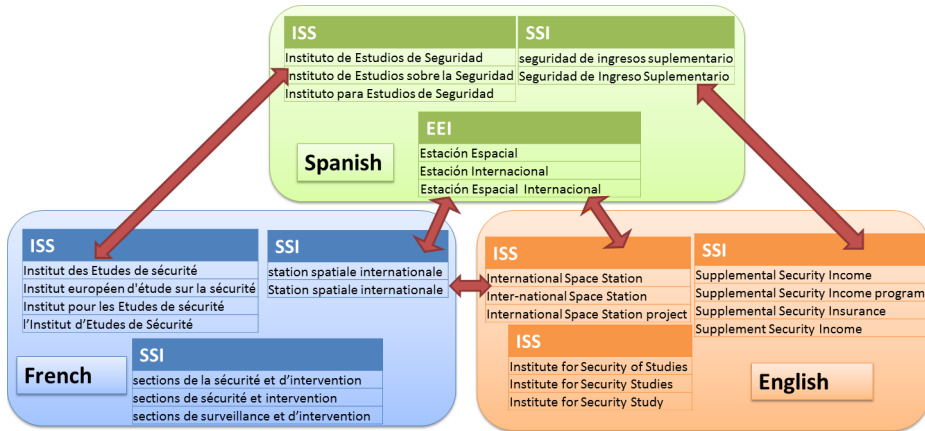 ISS
Instituto de Estudios de Seguridad
Instituto de Estudios sobre la Seguridad
Instituto para Estudios de Seguridad
SSI
seguridad de ingresos suplementario
Seguridad de Ingreso Suplementario
EEI
Estación Espacial
Estación Internacional
Estación Espacial Internacional
Spanish
ISS
Institut des Etudes de sécurité
Institut européen d'étude sur la sécurité
Institut pour les Etudes de sécurité
l'Institut d'Etudes de Sécurité
SSI
station spatiale internationale
Station spatiale internationale
SSI
sections de la sécurité et d'intervention
sections de sécurité et intervention
sections de surveillance et d'intervention
French
ISS
International Space Station
Inter-national Space Station
International Space Station project
SSI
Supplemental Security Income
Supplemental Security Income program
Supplemental Security Insurance
Supplement Security Income
ISS
Institute for Security of Studies
Institute for Security Studies
Institute for Security Study
English